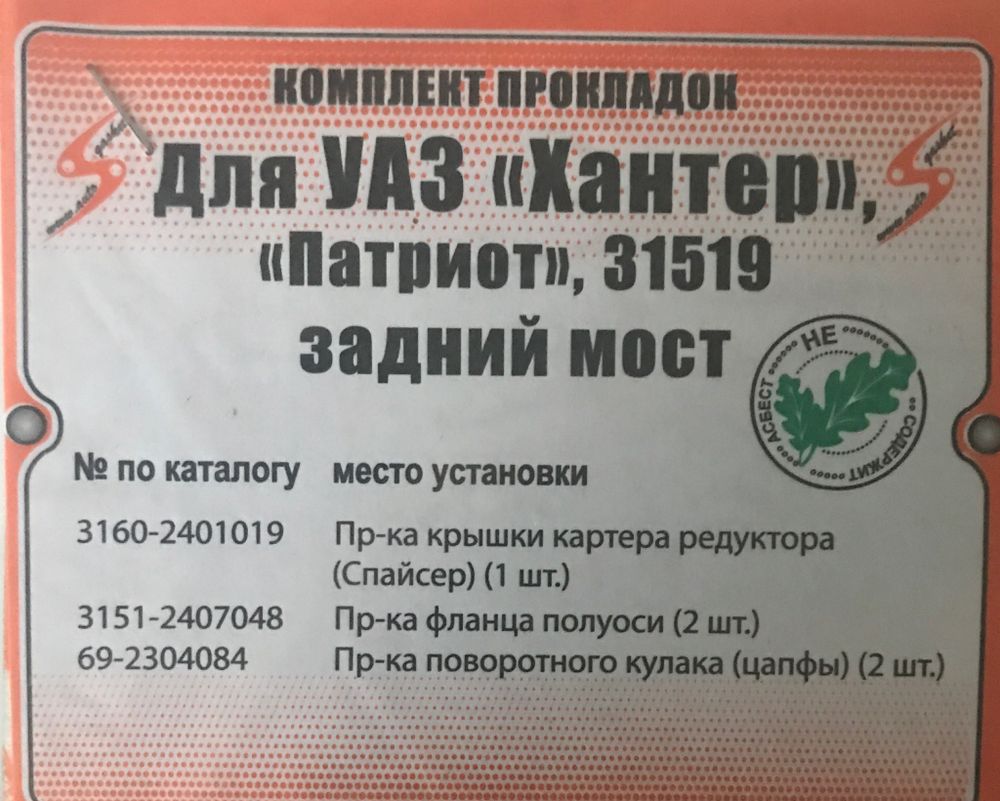 КОМПЛЕКТ ПРОКЛАДОК
Для УАЗ «Хантер»,
«Патриот», 31519
задний мост
АСБЕСТ НЕ СОДЕРЖИТ
№ по каталогу место установки
3160-2401019 Пр-ка крышки картера редуктора
(Спайсер) (1 шт.)
3151-2407048 Пр-ка фланца полуоси (2 шт.)
69-2304084 Пр-ка поворотного кулака (цапфы) (2 шт.)